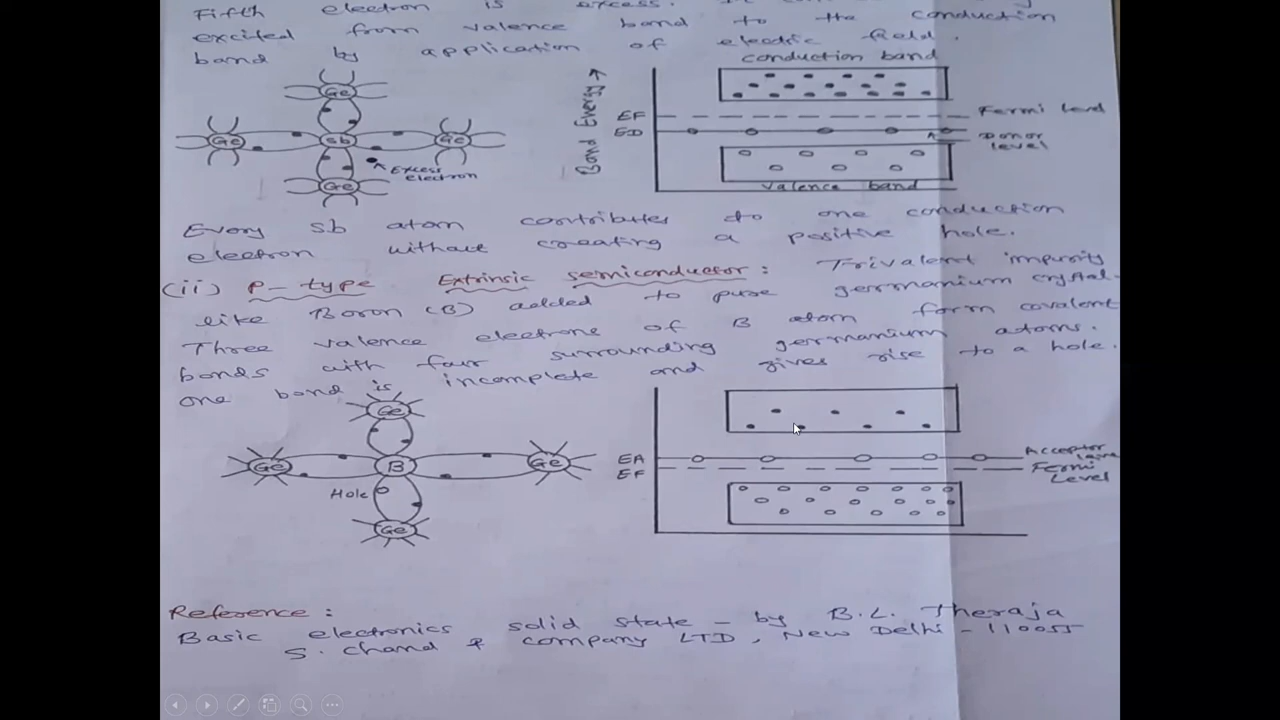 Fifth electron is excess.
excited from valence band to the conduction
band by application of electric field.
conduction band
Ge
Ge
Sb
Ge
Ge
Excess
electron
Bond Energy →
EF
Fermi level
ED
Donor
level
valence band
Every sb atom contributes to one conduction
electron without creating a positive hole.
(ii) P-type Extrinsic semiconductor: Trivalent impurity
like Boron (B) added to pure germanium crystal.
Three valence electrons of B atom form covalent
bonds with four surrounding germanium atoms.
one bond is incomplete and gives rise to a hole.
Ge
Ge
B
Ge
Hole
Ge
EA
Acceptor
EF
Fermi
Level
Reference:
Basic electronics solid state - by B.L. Theraja
S. chand & company LTD, New Delhi - 110055